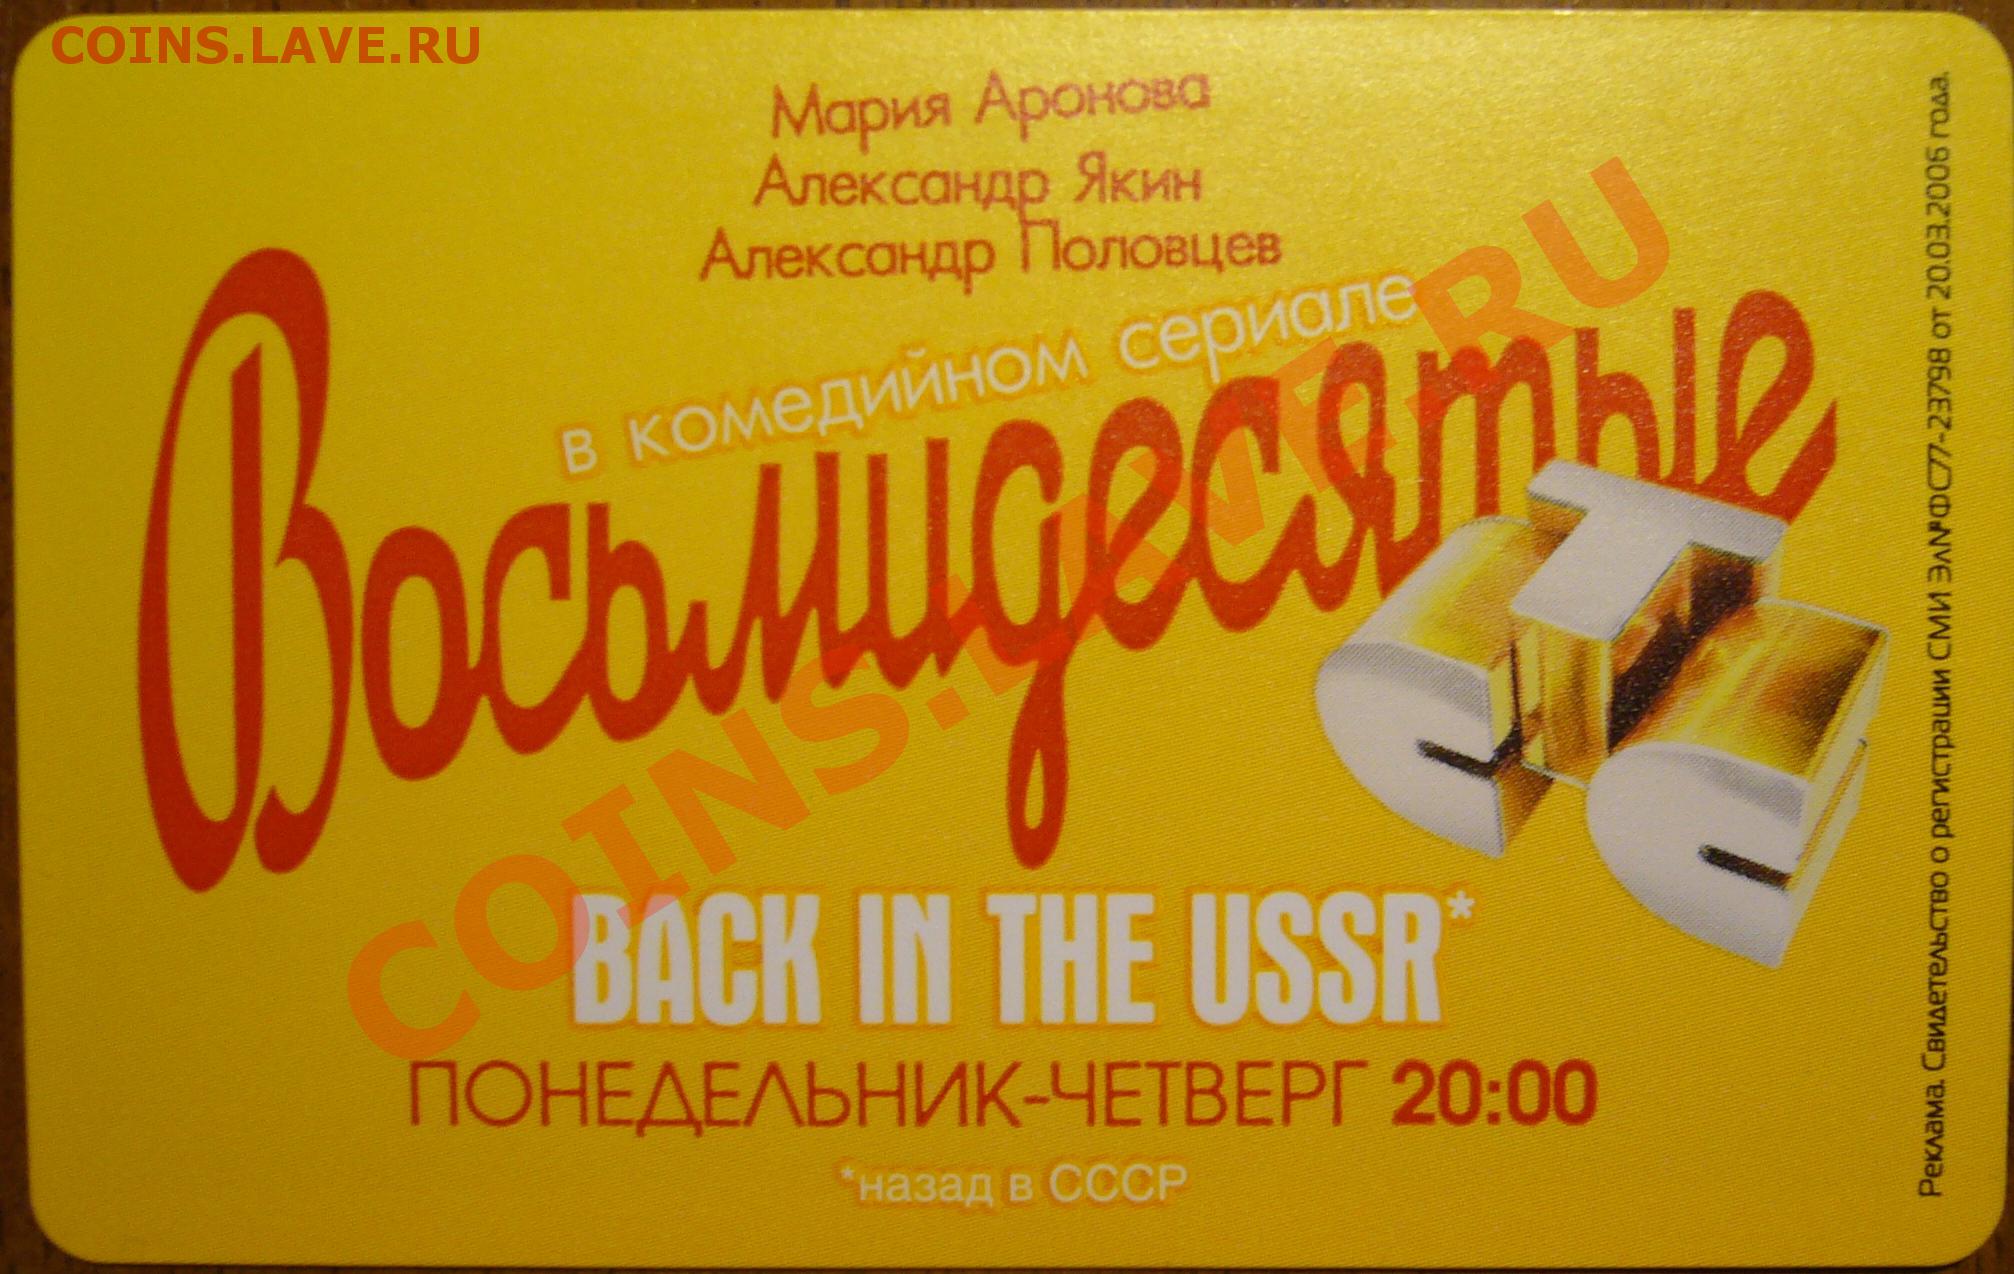 COINS.LAVE.RU
Мария Аронова
Александр Якин
Александр Половцев
в комедийном сериале
Восьмидесятые
СТС
COINS.LAVE.RU
BACK IN THE USSR*
ПОНЕДЕЛЬНИК-ЧЕТВЕРГ 20:00
*назад в СССР
Реклама. Свидетельство о регистрации СМИ ЭЛ№ФС77-23798 от 20.03.2006 года.